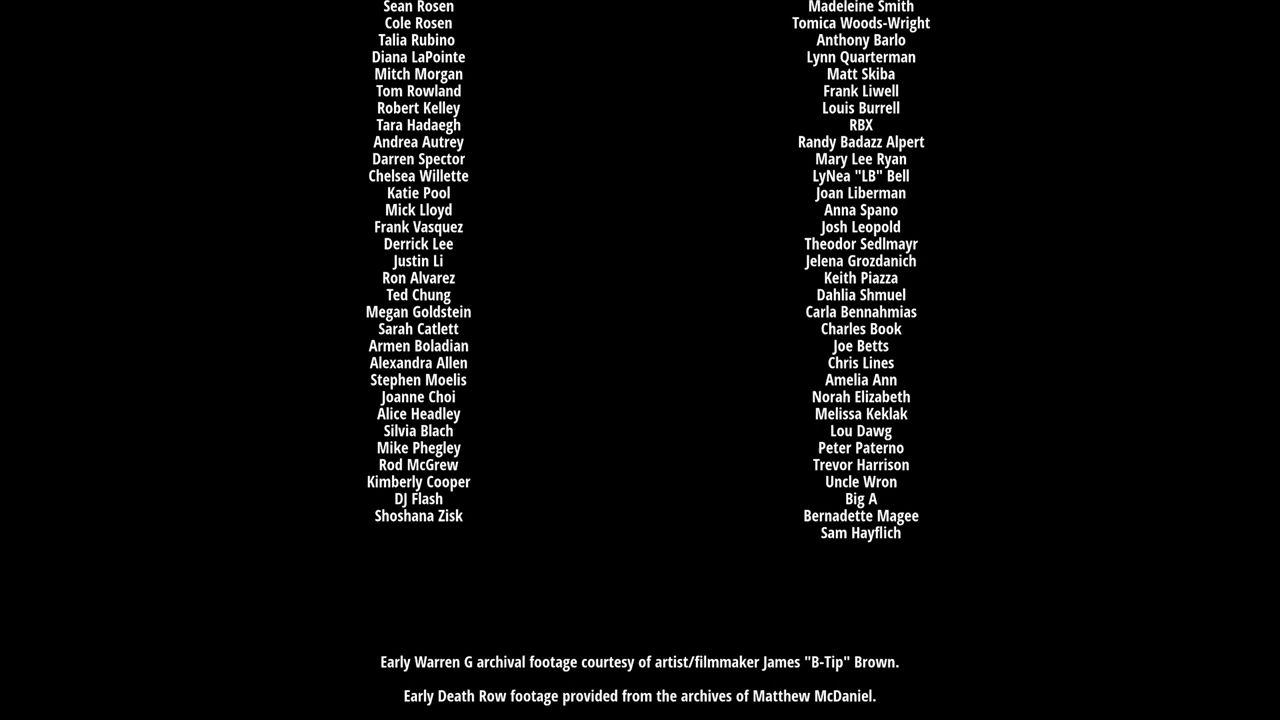 Sean Rosen
Cole Rosen
Talia Rubino
Diana LaPointe
Mitch Morgan
Tom Rowland
Robert Kelley
Tara Hadaegh
Andrea Autrey
Darren Spector
Chelsea Willette
Katie Pool
Mick Lloyd
Frank Vasquez
Derrick Lee
Justin Li
Ron Alvarez
Ted Chung
Megan Goldstein
Sarah Catlett
Armen Boladian
Alexandra Allen
Stephen Moelis
Joanne Choi
Alice Headley
Silvia Blach
Mike Phegley
Rod McGrew
Kimberly Cooper
DJ Flash
Shoshana Zisk
Madeleine Smith
Tomica Woods-Wright
Anthony Barlo
Lynn Quarterman
Matt Skiba
Frank Liwell
Louis Burrell
RBX
Randy Badazz Alpert
Mary Lee Ryan
LyNea "LB" Bell
Joan Liberman
Anna Spano
Josh Leopold
Theodor Sedlmayr
Jelena Grozdanich
Keith Piazza
Dahlia Shmuel
Carla Bennahmias
Charles Book
Joe Betts
Chris Lines
Amelia Ann
Norah Elizabeth
Melissa Keklak
Lou Dawg
Peter Paterno
Trevor Harrison
Uncle Wron
Big A
Bernadette Magee
Sam Hayflich
Early Warren G archival footage courtesy of artist/filmmaker James "B-Tip" Brown.
Early Death Row footage provided from the archives of Matthew McDaniel.